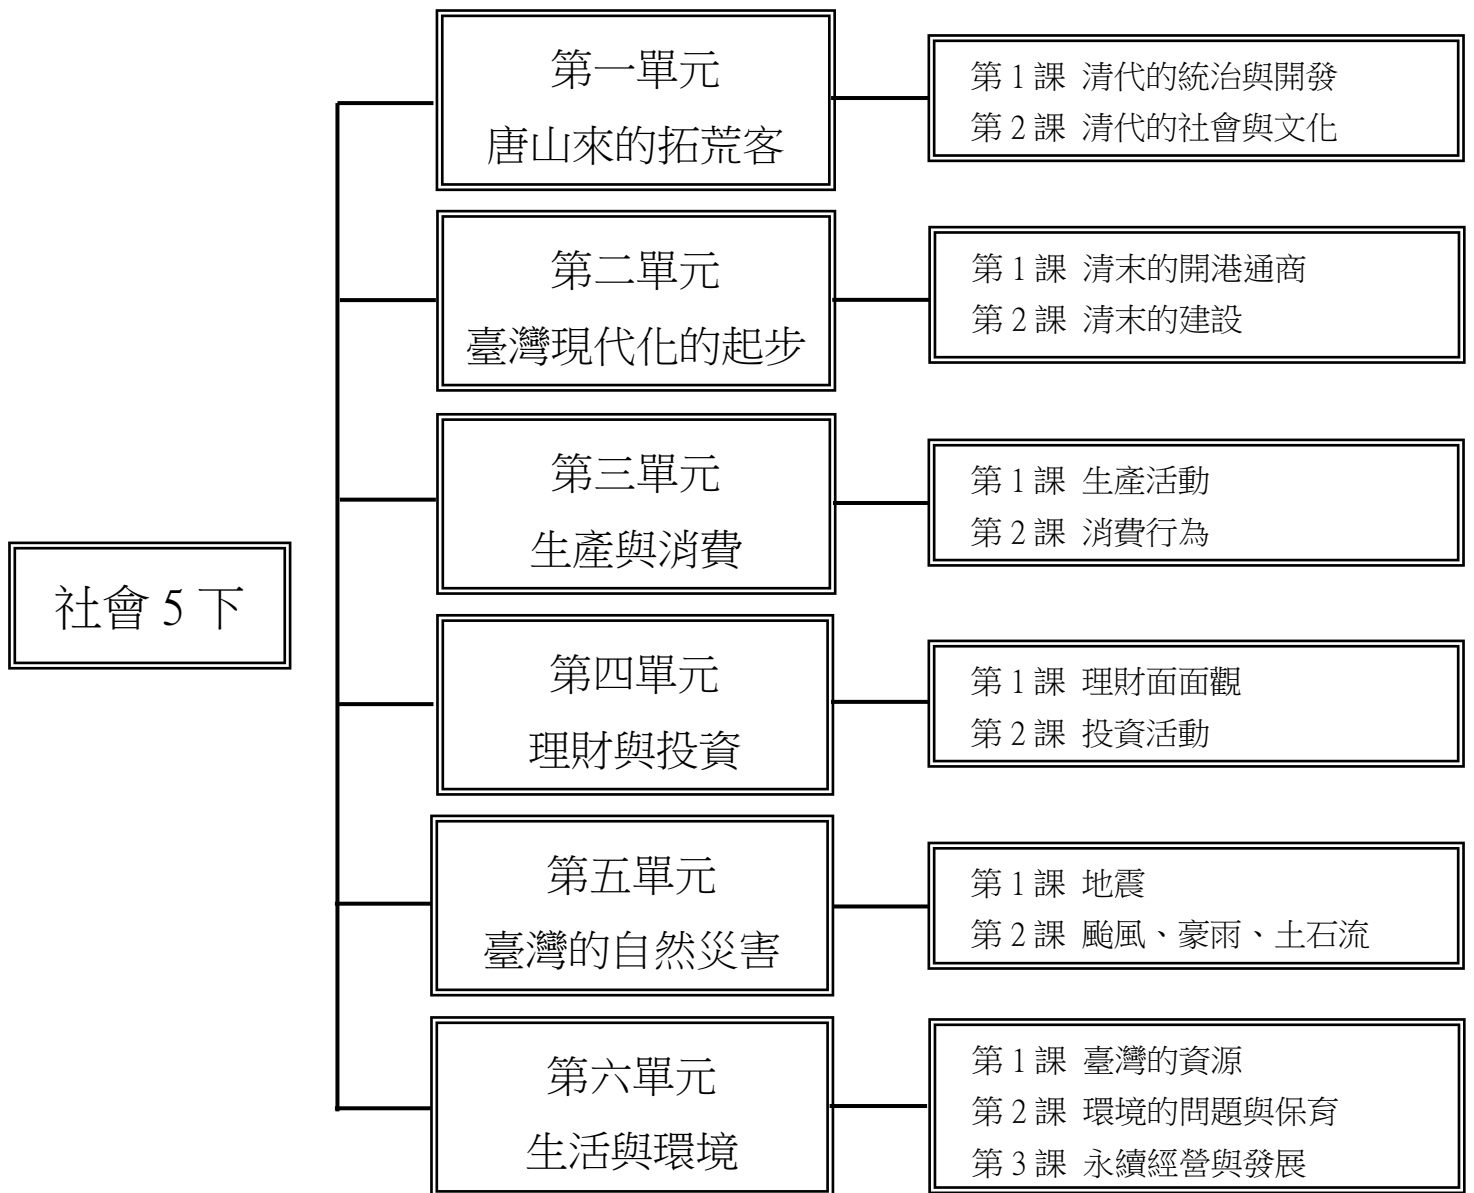 社會 5 下
第一單元
唐山來的拓荒客
第 1 課 清代的統治與開發
第 2 課 清代的社會與文化
第二單元
臺灣現代化的起步
第 1 課 清末的開港通商
第 2 課 清末的建設
第三單元
生產與消費
第 1 課 生產活動
第 2 課 消費行為
第四單元
理財與投資
第 1 課 理財面面觀
第 2 課 投資活動
第五單元
臺灣的自然災害
第 1 課 地震
第 2 課 颱風、豪雨、土石流
第六單元
生活與環境
第 1 課 臺灣的資源
第 2 課 環境的問題與保育
第 3 課 永續經營與發展